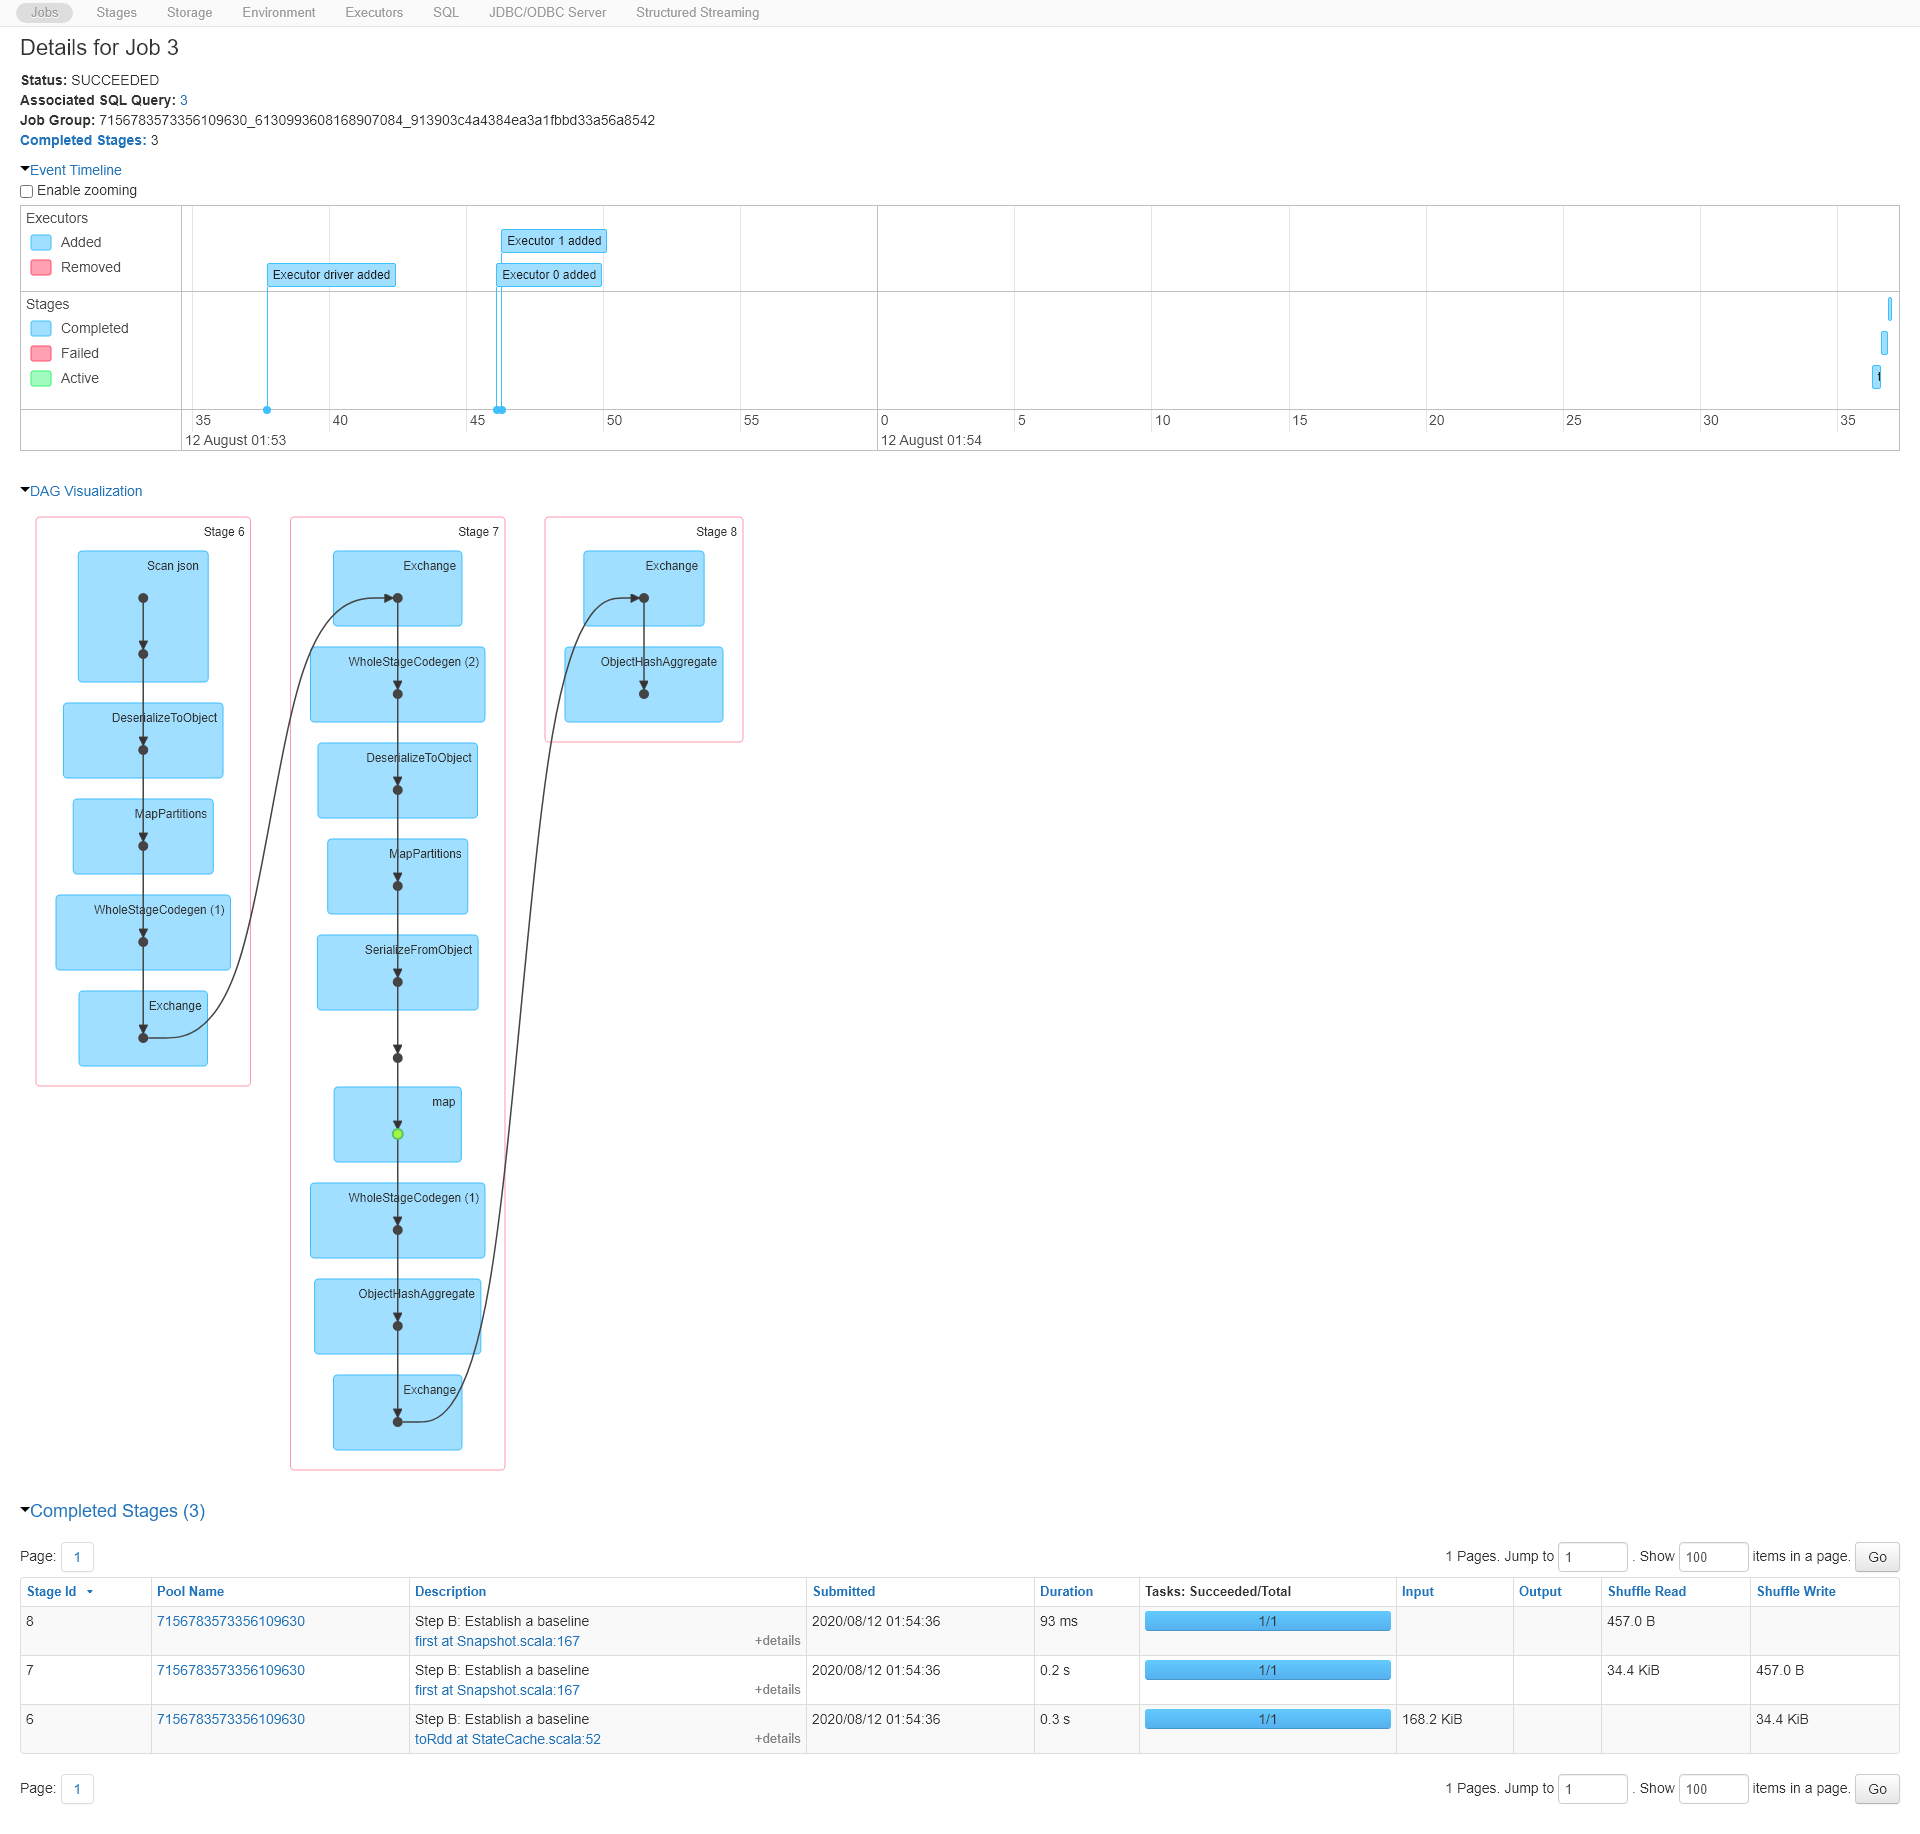 Jobs Stages Storage Environment Executors SQL JDBC/ODBC Server Structured Streaming
Details for Job 3
Status: SUCCEEDED
Associated SQL Query: 3
Job Group: 7156783573356109630_6130993608168907084_913903c4a4384ea3a1fbbd33a56a8542
Completed Stages: 3
Event Timeline
Enable zooming
Executors
Added
Removed
Executor 1 added
Executor driver added
Executor 0 added
Stages
Completed
Failed
Active
35 40 45 50 55 0 5 10 15 20 25 30 35
12 August 01:53 12 August 01:54
DAG Visualization
Stage 6
Scan json
DeserializeToObject
MapPartitions
WholeStageCodegen (1)
Exchange
Stage 7
Exchange
WholeStageCodegen (2)
DeserializeToObject
MapPartitions
SerializeFromObject
map
WholeStageCodegen (1)
ObjectHashAggregate
Exchange
Stage 8
Exchange
ObjectHashAggregate
Completed Stages (3)
Page: 1 1 Pages. Jump to 1 . Show 100 items in a page. Go
Stage Id Pool Name Description Submitted Duration Tasks: Succeeded/Total Input Output Shuffle Read Shuffle Write
8 7156783573356109630 Step B: Establish a baseline 2020/08/12 01:54:36 93 ms 1/1 457.0 B
first at Snapshot.scala:167 +details
7 7156783573356109630 Step B: Establish a baseline 2020/08/12 01:54:36 0.2 s 1/1 34.4 KiB 457.0 B
first at Snapshot.scala:167 +details
6 7156783573356109630 Step B: Establish a baseline 2020/08/12 01:54:36 0.3 s 1/1 168.2 KiB 34.4 KiB
toRdd at StateCache.scala:52 +details
Page: 1 1 Pages. Jump to 1 . Show 100 items in a page. Go